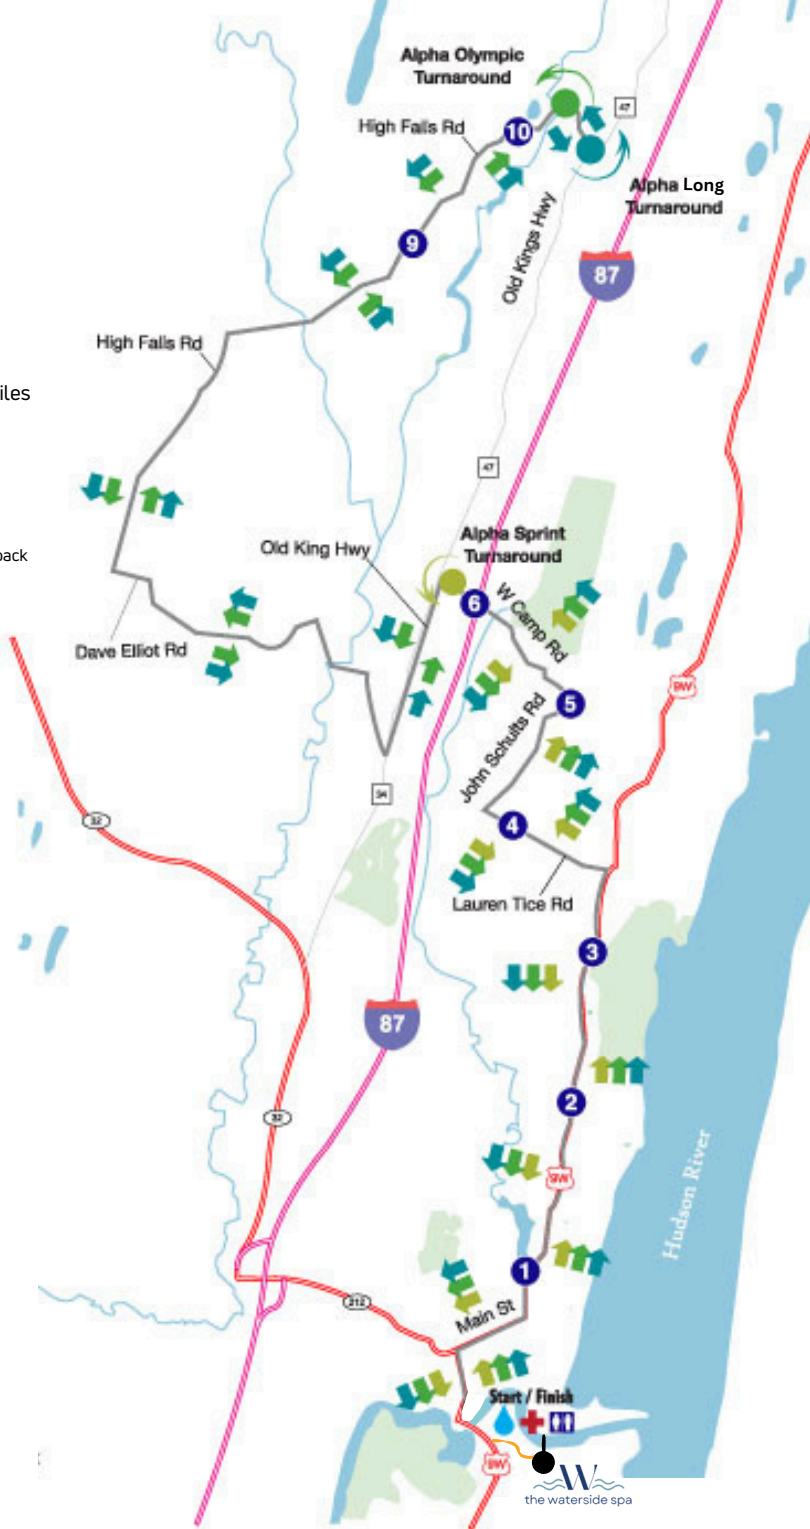 Alpha Olympic
Turnaround
47
High Falls Rd
10
Alpha Long
Turnaround
9
Old Kings Hwy
87
High Falls Rd
iles
47
Alpha Sprint
Turnaround
Old King Hwy
back
6
W Camp Rd
Dave Elliot Rd
9W
5
John Schults Rd
34
32
4
Lauren Tice Rd
3
87
2
32
9W
Hudson River
1
212
Main St
Start / Finish
9W
W
the waterside spa